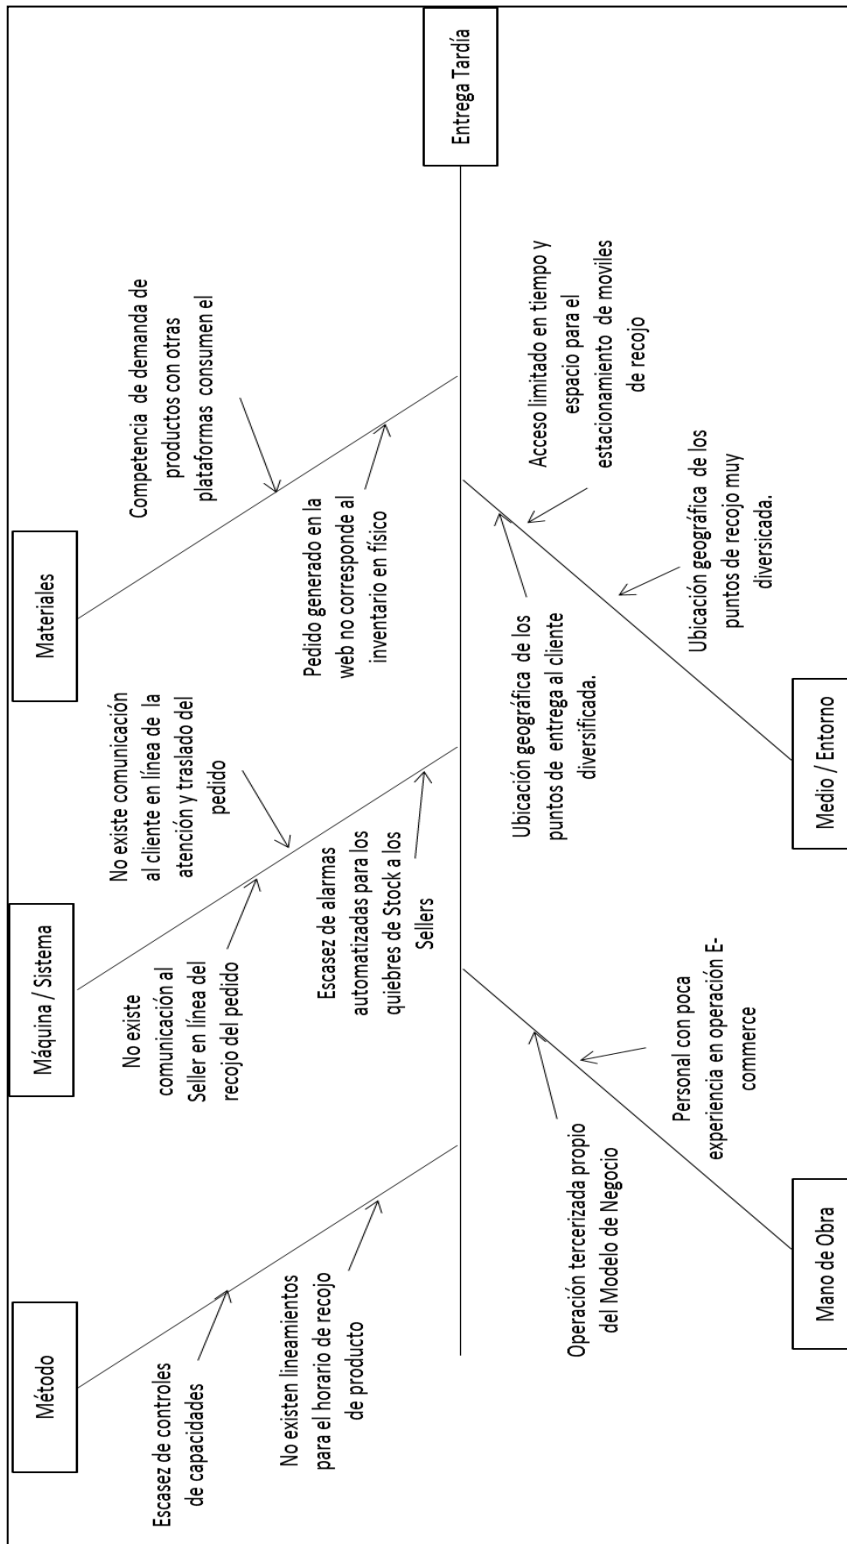 Método
Escasez de controles
de capacidades
No existen lineamientos
para el horario de recojo
de producto
Máquina / Sistema
No existe
comunicación al
Seller en línea del
recojo del pedido
No existe comunicación
al cliente en línea de la
atención y traslado del
pedido
Escasez de alarmas
automatizadas para los
quiebres de Stock a los
Sellers
Materiales
Competencia de demanda de
productos con otras
plataformas consumen el
Pedido generado en la
web no corresponde al
inventario en físico
Entrega Tardía
Operación tercerizada propio
del Modelo de Negocio
Personal con poca
experiencia en operación E-
commerce
Mano de Obra
Ubicación geográfica de los
puntos de entrega al cliente
diversificada.
Acceso limitado en tiempo y
espacio para el
estacionamiento de moviles
de recojo
Ubicación geográfica de los
puntos de recojo muy
diversicada.
Medio / Entorno